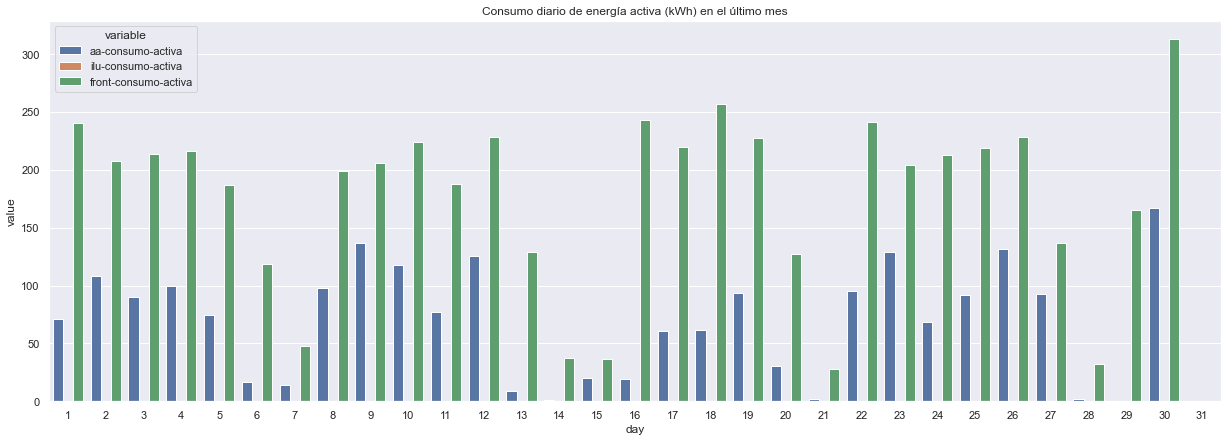 Consumo diario de energía activa (kWh) en el último mes
variable
aa-consumo-activa
ilu-consumo-activa
front-consumo-activa
300
250
200
150
100
50
0
value
1 2 3 4 5 6 7 8 9 10 11 12 13 14 15 16 17 18 19 20 21 22 23 24 25 26 27 28 29 30 31
day